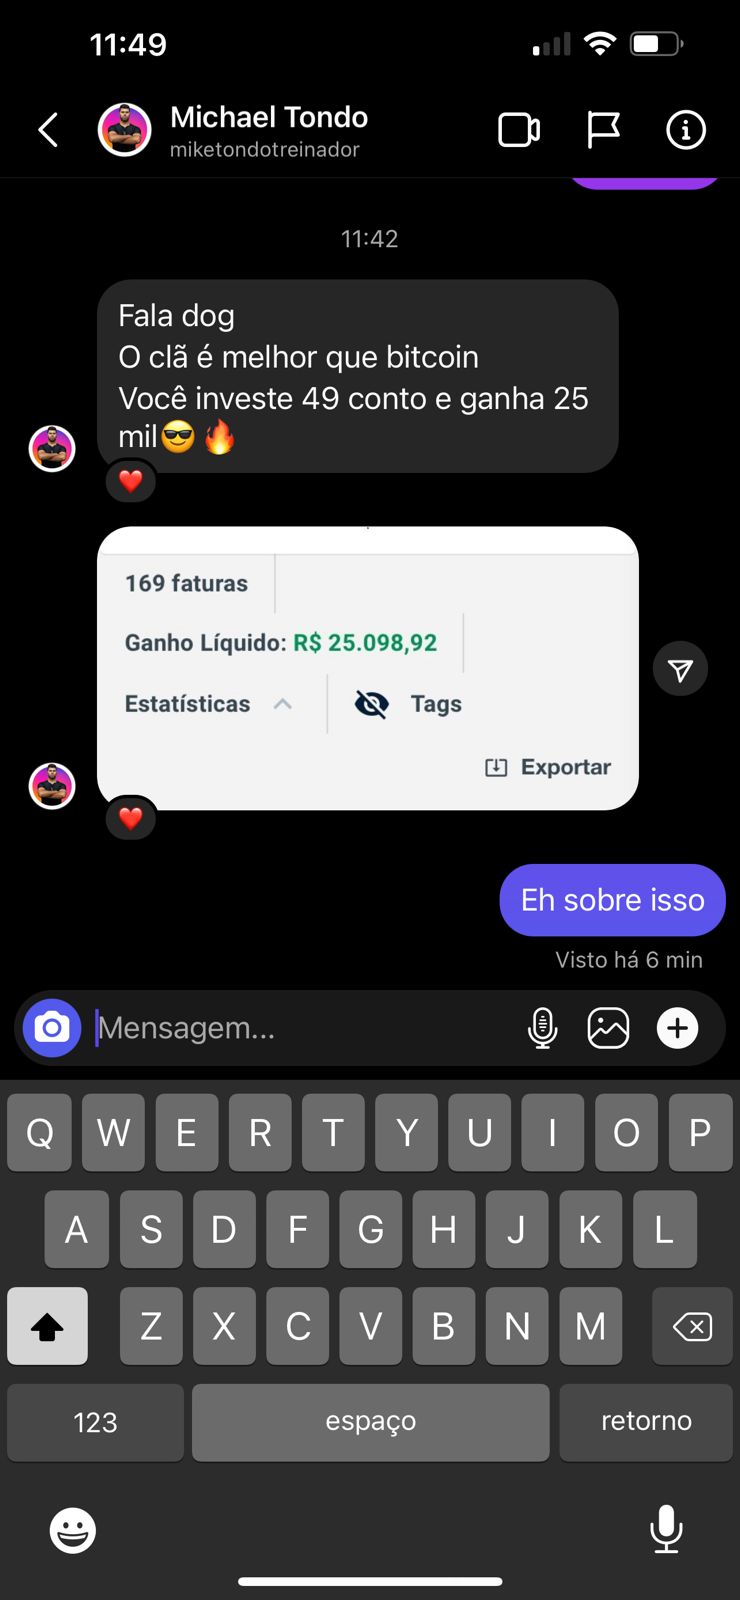 11:49
Michael Tondo
miketondotreinador
11:42
Fala dog
O clã é melhor que bitcoin
Você investe 49 conto e ganha 25
mil😎🔥
169 faturas
Ganho Líquido: R$ 25.098,92
Estatísticas Tags
Exportar
Eh sobre isso
Visto há 6 min
Mensagem...
Q W E R T Y U I O P
A S D F G H J K L
Z X C V B N M
123 espaço retorno